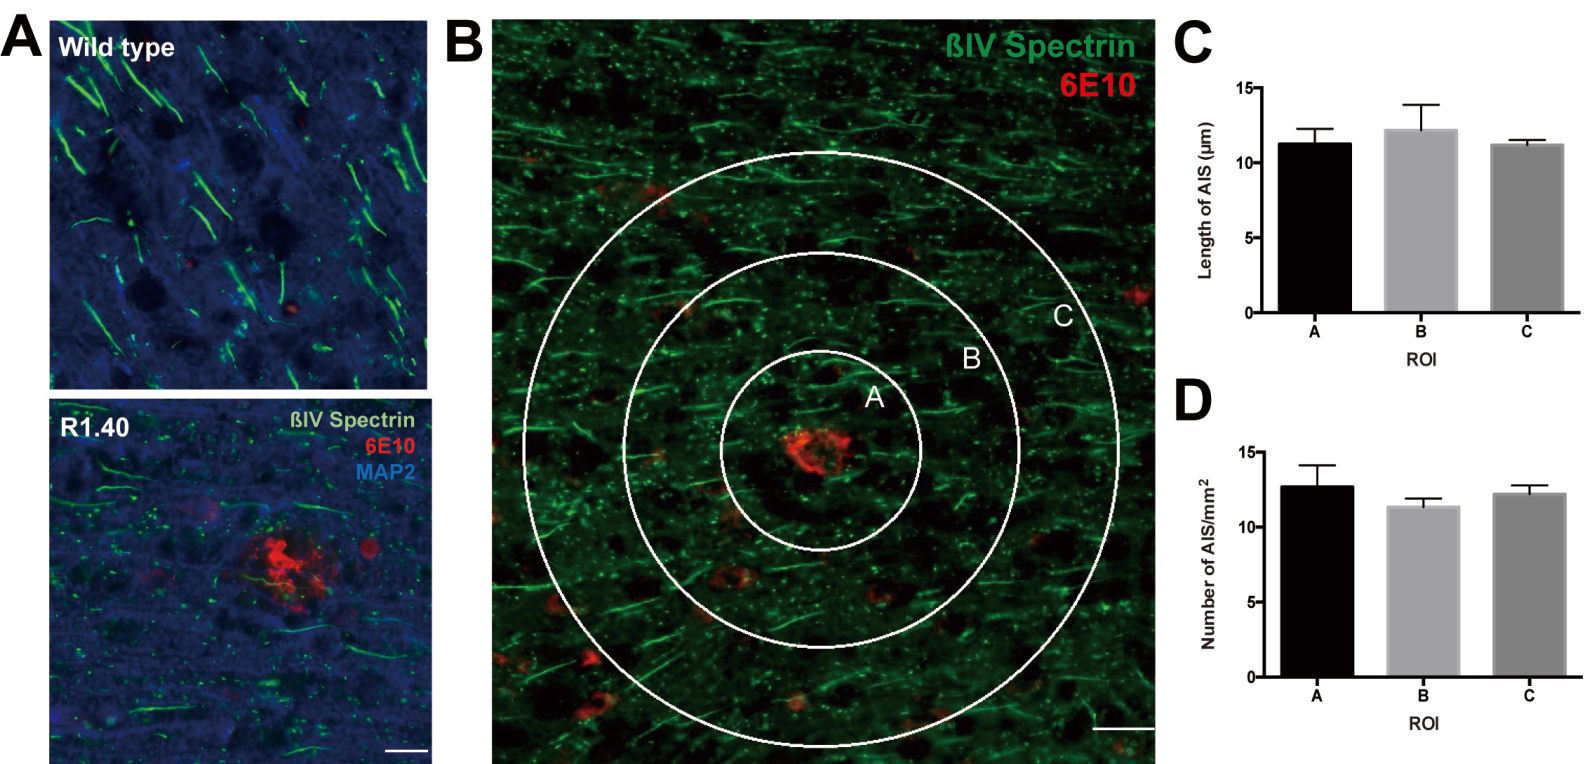 A
Wild type
R1.40
ßIV Spectrin
6E10
MAP2
B
ßIV Spectrin
6E10
A
B
C
C
Length of AIS (µm)
15
10
5
0
A B C
ROI
D
Number of AIS/mm²
15
10
5
0
A B C
ROI